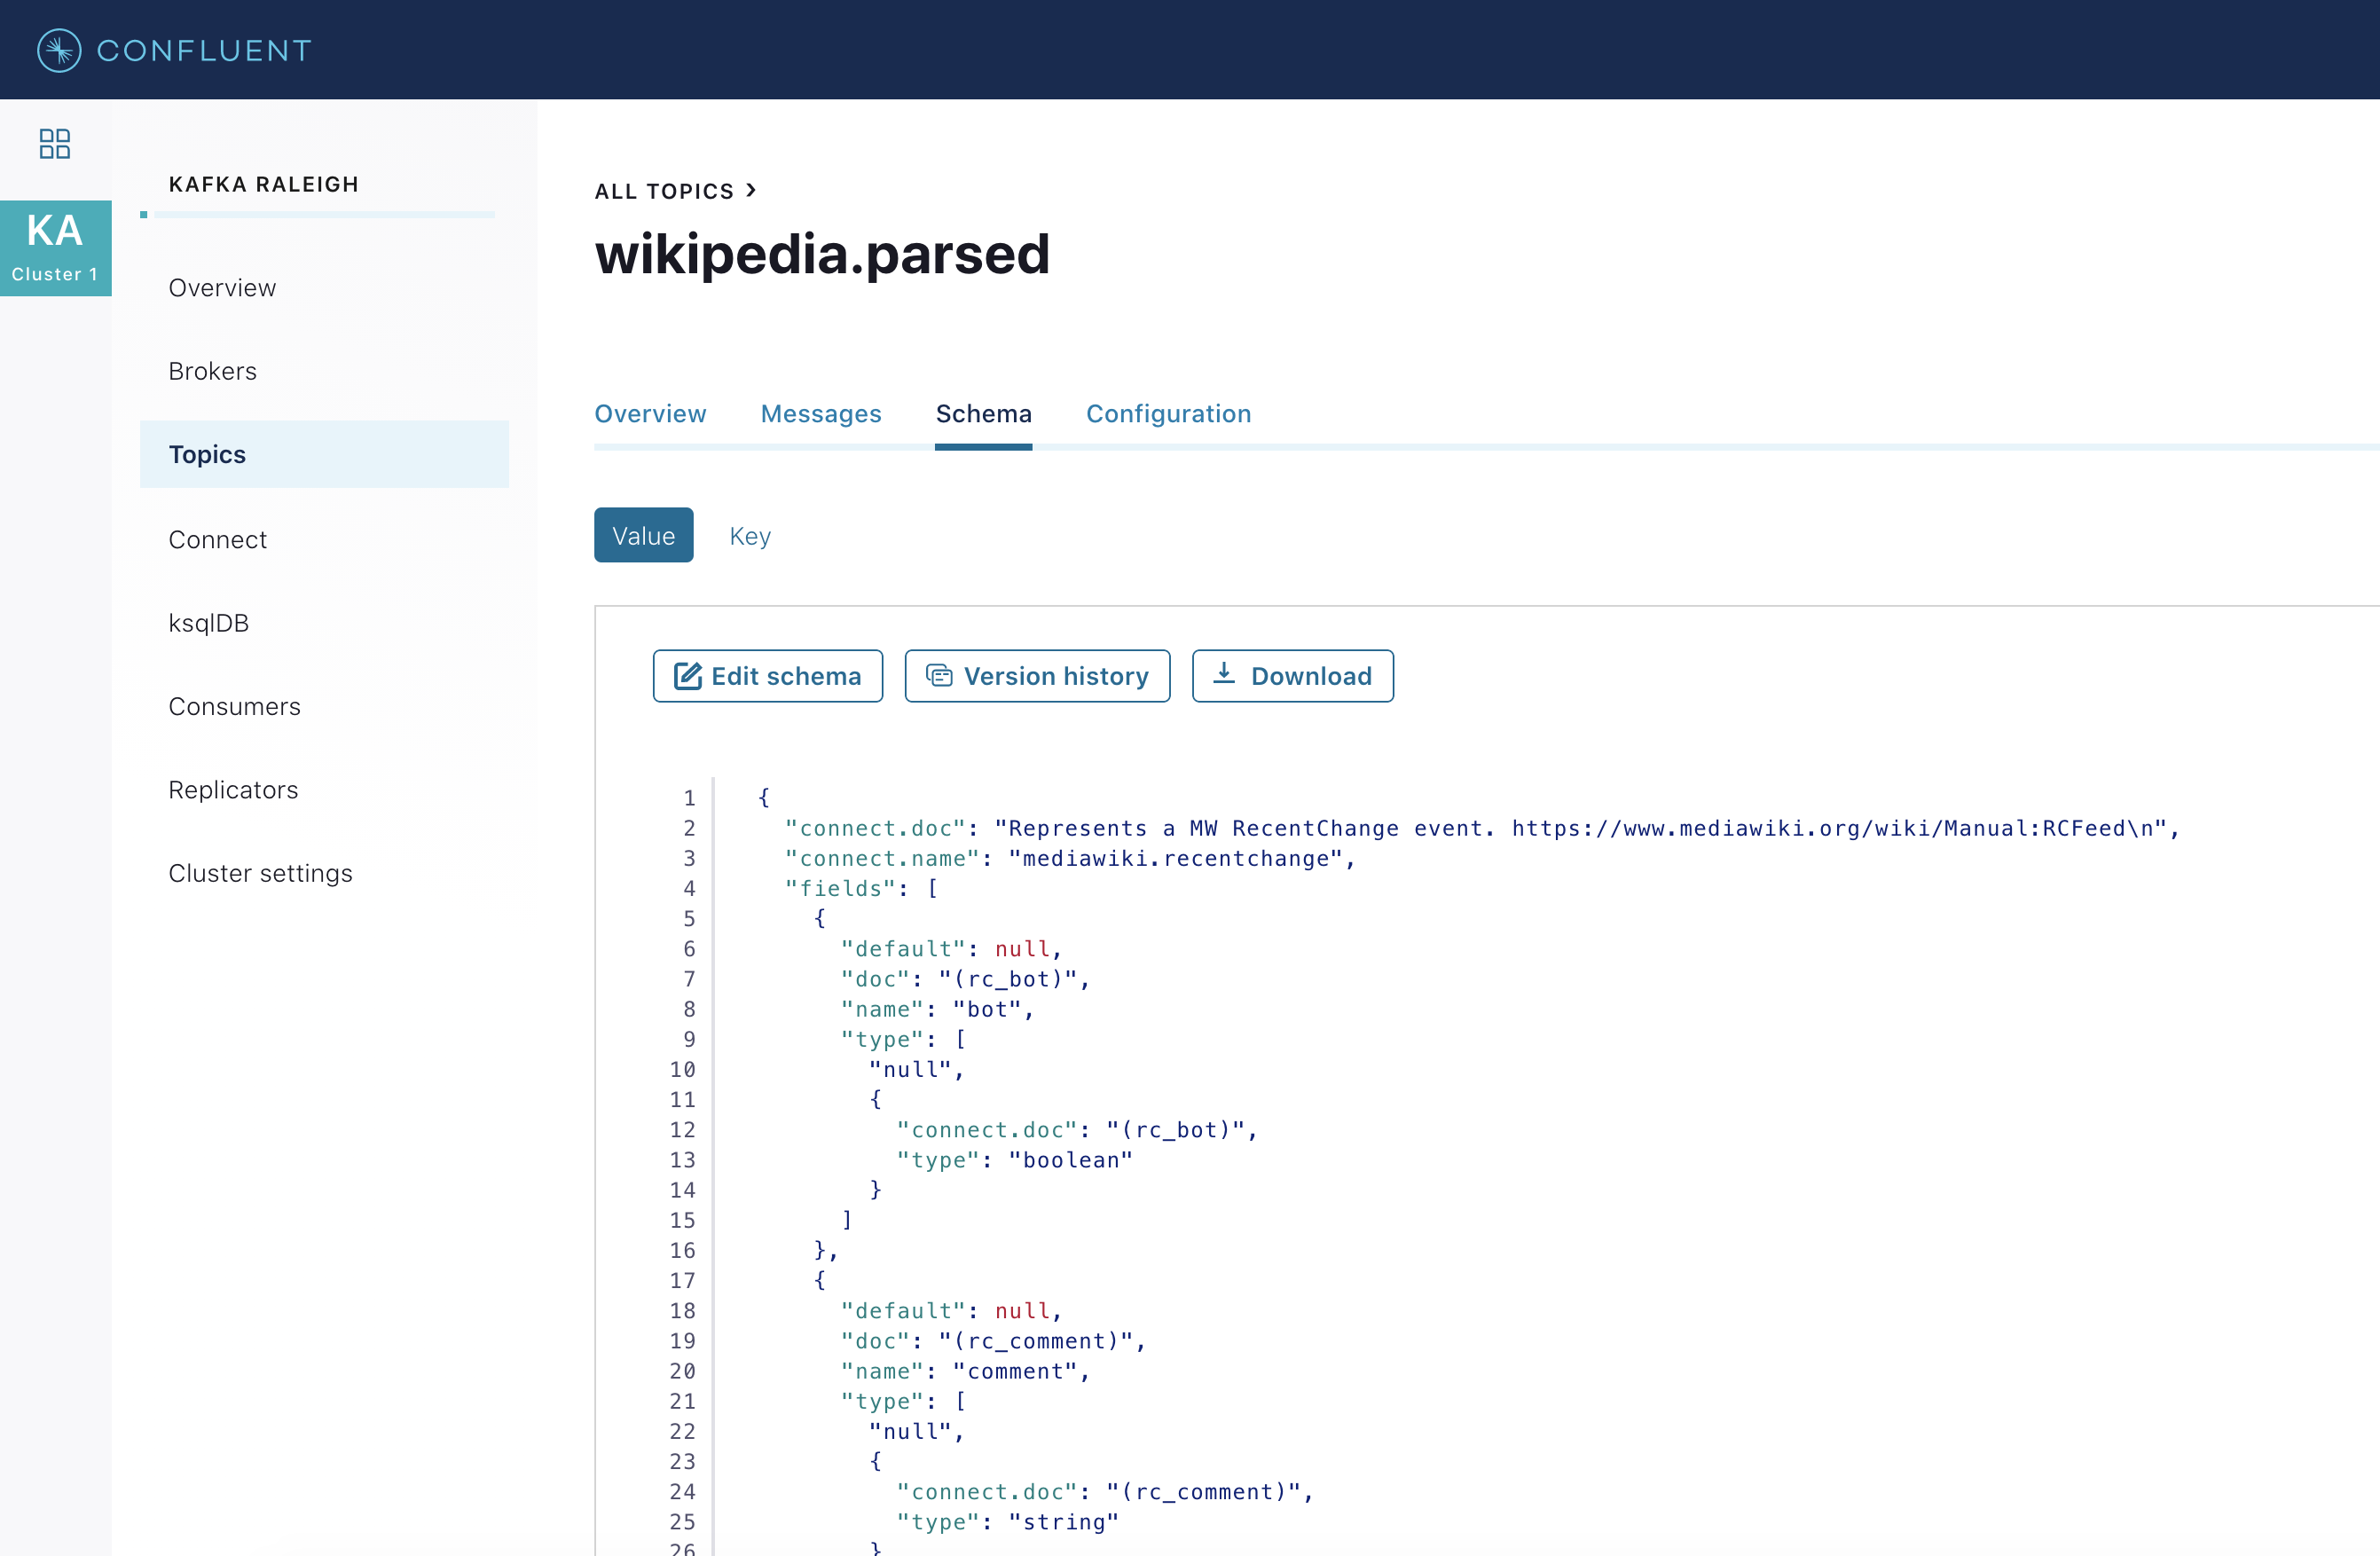 CONFLUENT
KA
Cluster 1
KAFKA RALEIGH
Overview
Brokers
Topics
Connect
ksqlDB
Consumers
Replicators
Cluster settings
ALL TOPICS >
wikipedia.parsed
Overview Messages Schema Configuration
Value Key
Edit schema Version history Download
1 {
2 "connect.doc": "Represents a MW RecentChange event. https://www.mediawiki.org/wiki/Manual:RCFeed\n",
3 "connect.name": "mediawiki.recentchange",
4 "fields": [
5 {
6 "default": null,
7 "doc": "(rc_bot)",
8 "name": "bot",
9 "type": [
10 "null",
11 {
12 "connect.doc": "(rc_bot)",
13 "type": "boolean"
14 }
15 ]
16 },
17 {
18 "default": null,
19 "doc": "(rc_comment)",
20 "name": "comment",
21 "type": [
22 "null",
23 {
24 "connect.doc": "(rc_comment)",
25 "type": "string"
26 }